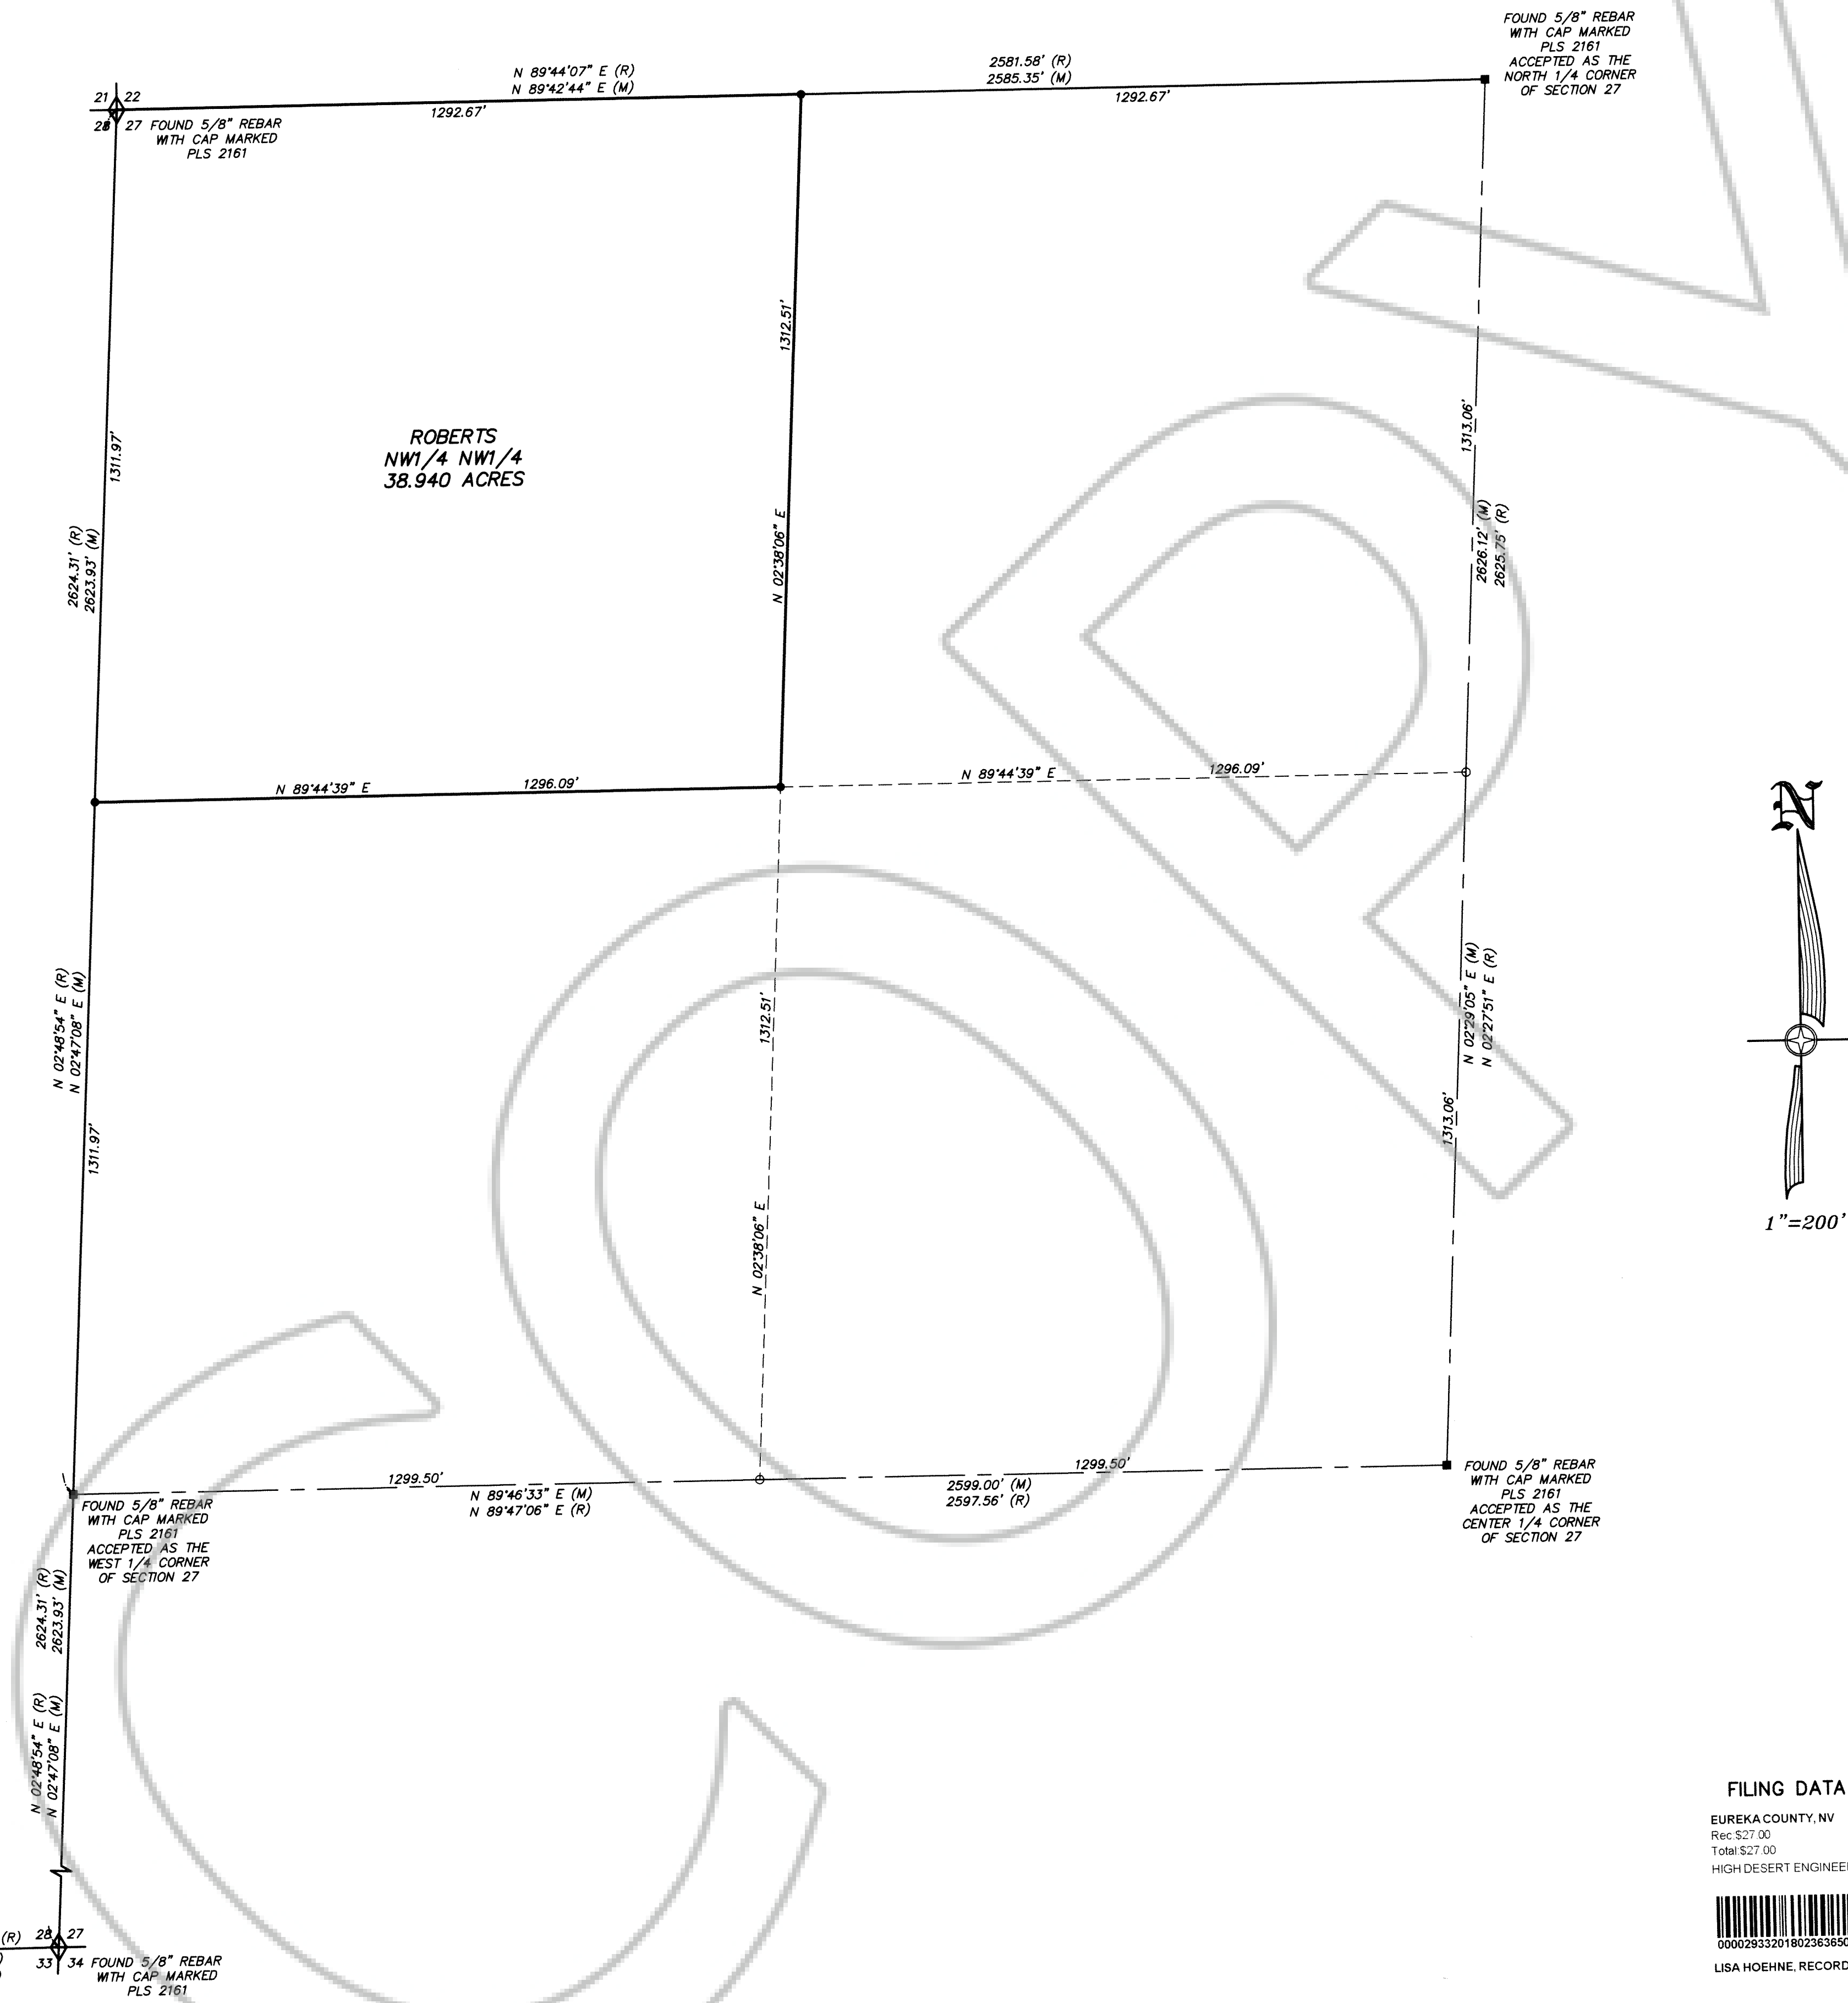 FOUND 5/8" REBAR
WITH CAP MARKED
PLS 2161
ACCEPTED AS THE
NORTH 1/4 CORNER
OF SECTION 27
N 89°44'07" E (R)
N 89°42'44" E (M)
1292.67'
2581.58' (R)
2585.35' (M)
1292.67'
21 22
28 27
FOUND 5/8" REBAR
WITH CAP MARKED
PLS 2161
1312.51'
1311.97'
1313.06'
ROBERTS
NW1/4 NW1/4
38.940 ACRES
2624.31' (R)
2623.93' (M)
N 02°38'06" E
2626.12' (M)
2625.75' (R)
N 89°44'39" E
1296.09'
N 89°44'39" E
1296.09'
N
N 02°48'54" E (R)
N 02°47'08" E (M)
1312.51'
N 02°29'05" E (M)
N 02°27'51" E (R)
1311.97'
1313.06'
N 02°38'06" E
1"=200'
1299.50'
N 89°46'33" E (M)
N 89°47'06" E (R)
1299.50'
2599.00' (M)
2597.56' (R)
FOUND 5/8" REBAR
WITH CAP MARKED
PLS 2161
ACCEPTED AS THE
CENTER 1/4 CORNER
OF SECTION 27
FOUND 5/8" REBAR
WITH CAP MARKED
PLS 2161
ACCEPTED AS THE
WEST 1/4 CORNER
OF SECTION 27
2624.31' (R)
2623.93' (M)
N 02°48'54" E (R)
N 02°47'08" E (M)
FILING DATA
EUREKA COUNTY, NV
Rec:$27.00
Total:$27.00
HIGH DESERT
LISA HOEHNE,
(R)
28 27
33 34
FOUND 5/8" REBAR
WITH CAP MARKED
PLS 2161
COPY